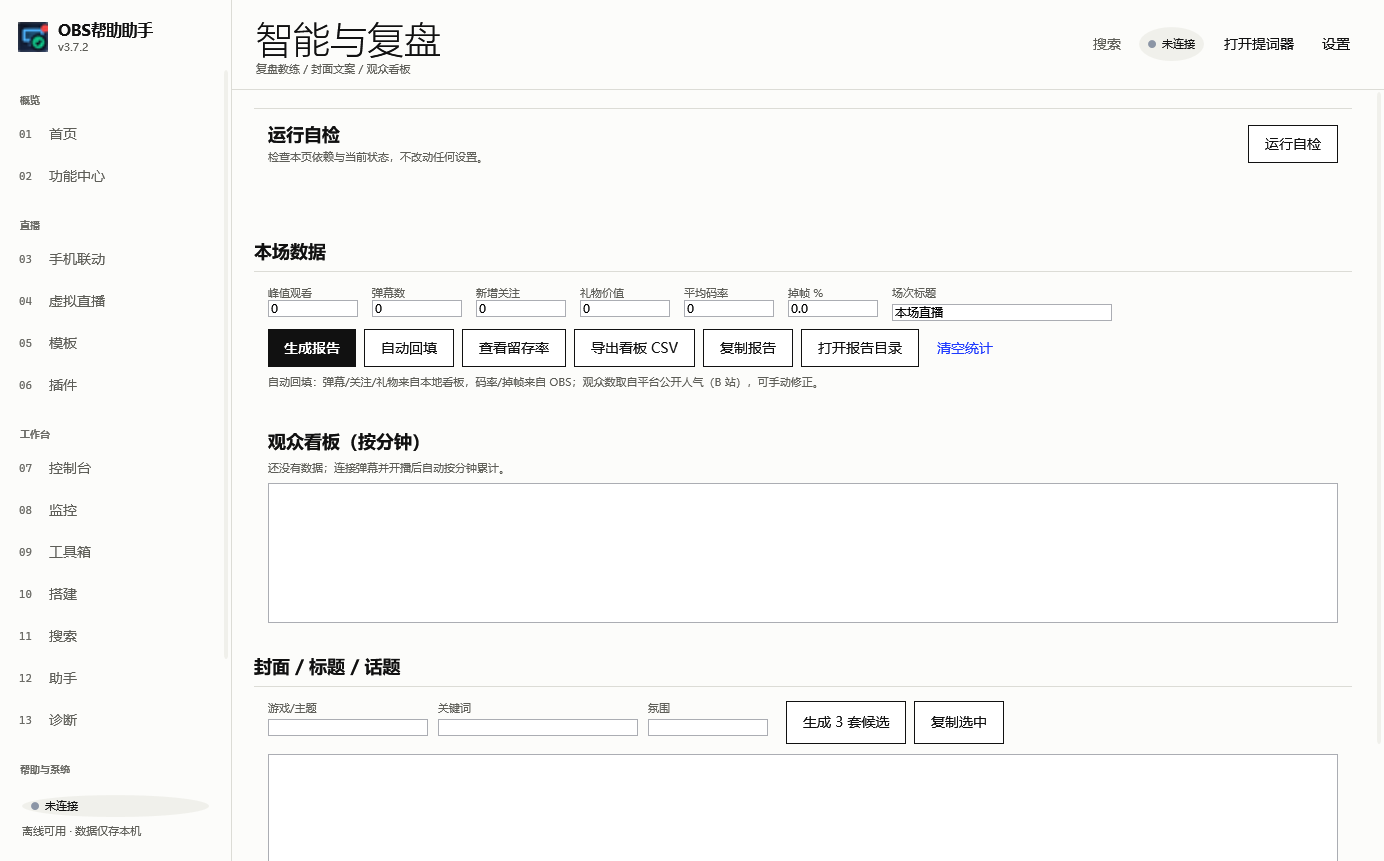 OBS帮助助手
v3.7.2
概览
01 首页
02 功能中心
直播
03 手机联动
04 虚拟直播
05 模板
06 插件
工作台
07 控制台
08 监控
09 工具箱
10 搭建
11 搜索
12 助手
13 诊断
帮助与系统
未连接
离线可用 · 数据仅存本机
智能与复盘
复盘教练 / 封面文案 / 观众看板
搜索 未连接 打开提词器 设置
运行自检
检查本页依赖与当前状态，不改动任何设置。
运行自检
本场数据
峰值观看 弹幕数 新增关注 礼物价值 平均码率 掉帧 % 场次标题
0 0 0 0 0 0.0 本场直播
生成报告 自动回填 查看留存率 导出看板 CSV 复制报告 打开报告目录 清空统计
自动回填：弹幕/关注/礼物来自本地看板，码率/掉帧来自 OBS；观众数取自平台公开人气（B 站），可手动修正。
观众看板（按分钟）
还没有数据；连接弹幕并开播后自动按分钟累计。
封面 / 标题 / 话题
游戏/主题 关键词 氛围
生成 3 套候选 复制选中